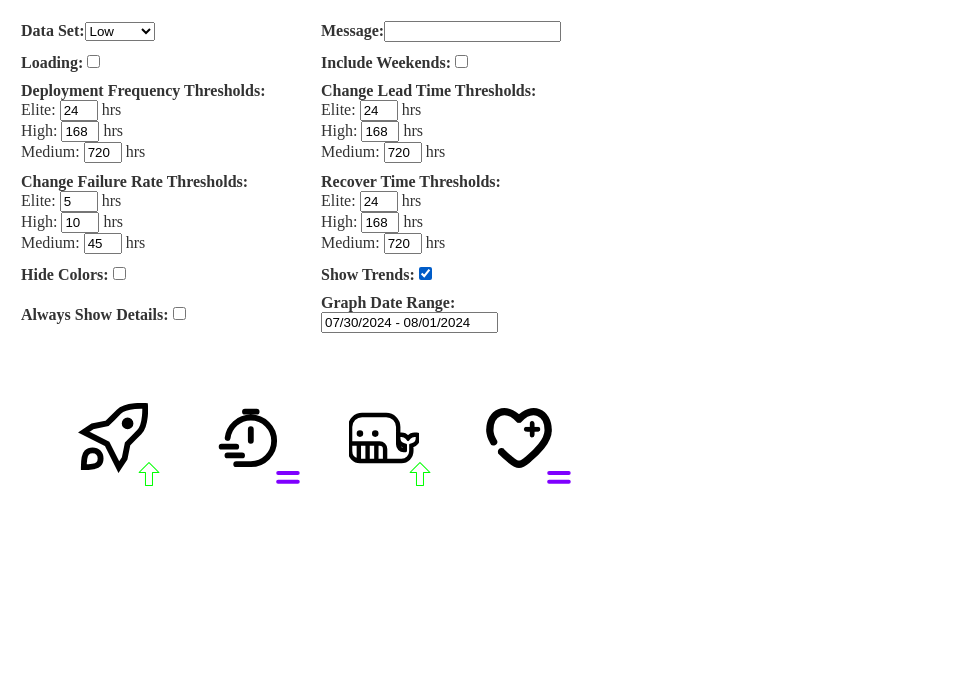 Data Set: Low Message:
Loading: Include Weekends:
Deployment Frequency Thresholds: Change Lead Time Thresholds:
Elite: 24 hrs Elite: 24 hrs
High: 168 hrs High: 168 hrs
Medium: 720 hrs Medium: 720 hrs
Change Failure Rate Thresholds: Recover Time Thresholds:
Elite: 5 hrs Elite: 24 hrs
High: 10 hrs High: 168 hrs
Medium: 45 hrs Medium: 720 hrs
Hide Colors: Show Trends:
Always Show Details: Graph Date Range:
07/30/2024 - 08/01/2024